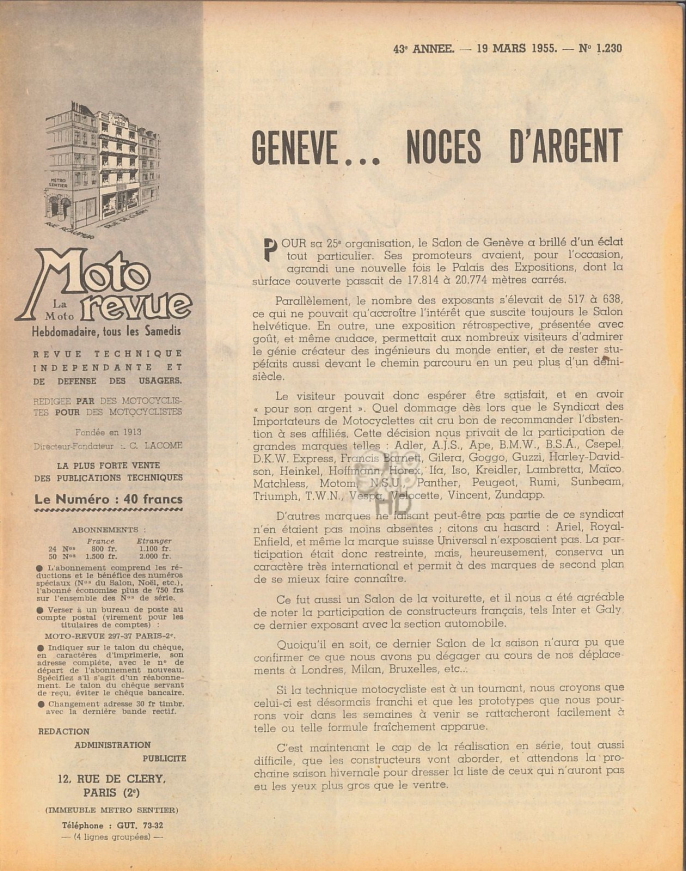 43e ANNEE. — 19 MARS 1955. — No 1.230
GENEVE... NOCES D'ARGENT
METRO
SENTIER
RUE DE CLERY
Moto
revue
La
Moto
Hebdomadaire, tous les Samedis
REVUE TECHNIQUE
INDEPENDANTE ET
DE DEFENSE DES USAGERS.
REDIGEE PAR DES MOTOCYCLIS-
TES POUR DES MOTOCYCLISTES
Fondée en 1913
Directeur-Fondateur : C. LACOME
LA PLUS FORTE VENTE
DES PUBLICATIONS TECHNIQUES
Le Numéro : 40 francs
ABONNEMENTS :
France Etranger
24 Nos 800 fr. 1.100 fr.
50 Nos 1.500 fr. 2.000 fr.
● L'abonnement comprend les ré-
ductions et le bénéfice des numéros
spéciaux (Nos du Salon, Noël, etc.),
l'abonné économise plus de 750 frs
sur l'ensemble des Nos de série.
● Verser à un bureau de poste au
compte postal (virement pour les
titulaires de comptes) :
MOTO-REVUE 297-37 PARIS-2e.
● Indiquer sur le talon du chèque,
en caractères d'imprimerie, son
adresse complète, avec le no de
départ de l'abonnement nouveau.
Spécifiez s'il s'agit d'un réabonne-
ment. Le talon du chèque servant
de reçu, éviter le chèque bancaire.
● Changement adresse 30 fr timbr.
avec la dernière bande rectif.
REDACTION
ADMINISTRATION
PUBLICITE
12, RUE DE CLERY,
PARIS (2e)
(IMMEUBLE METRO SENTIER)
Téléphone : GUT. 73-32
— (4 lignes groupées) —
POUR sa 25e organisation, le Salon de Genève a brillé d'un éclat
tout particulier. Ses promoteurs avaient, pour l'occasion,
agrandi une nouvelle fois le Palais des Expositions, dont la
surface couverte passait de 17.814 à 20.774 mètres carrés.
Parallèlement, le nombre des exposants s'élevait de 517 à 638,
ce qui ne pouvait qu'accroître l'intérêt que suscite toujours le Salon
helvétique. En outre, une exposition rétrospective, présentée avec
goût, et même audace, permettait aux nombreux visiteurs d'admirer
le génie créateur des ingénieurs du monde entier, et de rester stu-
péfaits aussi devant le chemin parcouru en un peu plus d'un demi-
siècle.
Le visiteur pouvait donc espérer être satisfait, et en avoir
« pour son argent ». Quel dommage dès lors que le Syndicat des
Importateurs de Motocyclettes ait cru bon de recommander l'absten-
tion à ses affiliés. Cette décision nous privait de la participation de
grandes marques telles : Adler, A.J.S., Ape, B.M.W., B.S.A., Csepel,
D.K.W. Express, Francis Barnett, Gilera, Goggo, Guzzi, Harley-David-
son, Heinkel, Hoffmann, Horex, Ifa, Iso, Kreidler, Lambretta, Maïco,
Matchless, Motom, N.S.U., Panther, Peugeot, Rumi, Sunbeam,
Triumph, T.W.N., Vespa, Velocette, Vincent, Zundapp.
D'autres marques ne faisant peut-être pas partie de ce syndicat
n'en étaient pas moins absentes ; citons au hasard : Ariel, Royal-
Enfield, et même la marque suisse Universal n'exposaient pas. La par-
ticipation était donc restreinte, mais, heureusement, conserva un
caractère très international et permit à des marques de second plan
de se mieux faire connaître.
Ce fut aussi un Salon de la voiturette, et il nous a été agréable
de noter la participation de constructeurs français, tels Inter et Galy,
ce dernier exposant avec la section automobile.
Quoiqu'il en soit, ce dernier Salon de la saison n'aura pu que
confirmer ce que nous avons pu dégager au cours de nos déplace-
ments à Londres, Milan, Bruxelles, etc...
Si la technique motocycliste est à un tournant, nous croyons que
celui-ci est désormais franchi et que les prototypes que nous pour-
rons voir dans les semaines à venir se rattacheront facilement à
telle ou telle formule fraîchement apparue.
C'est maintenant le cap de la réalisation en série, tout aussi
difficile, que les constructeurs vont aborder, et attendons la pro-
chaine saison hivernale pour dresser la liste de ceux qui n'auront pas
eu les yeux plus gros que le ventre.
HD